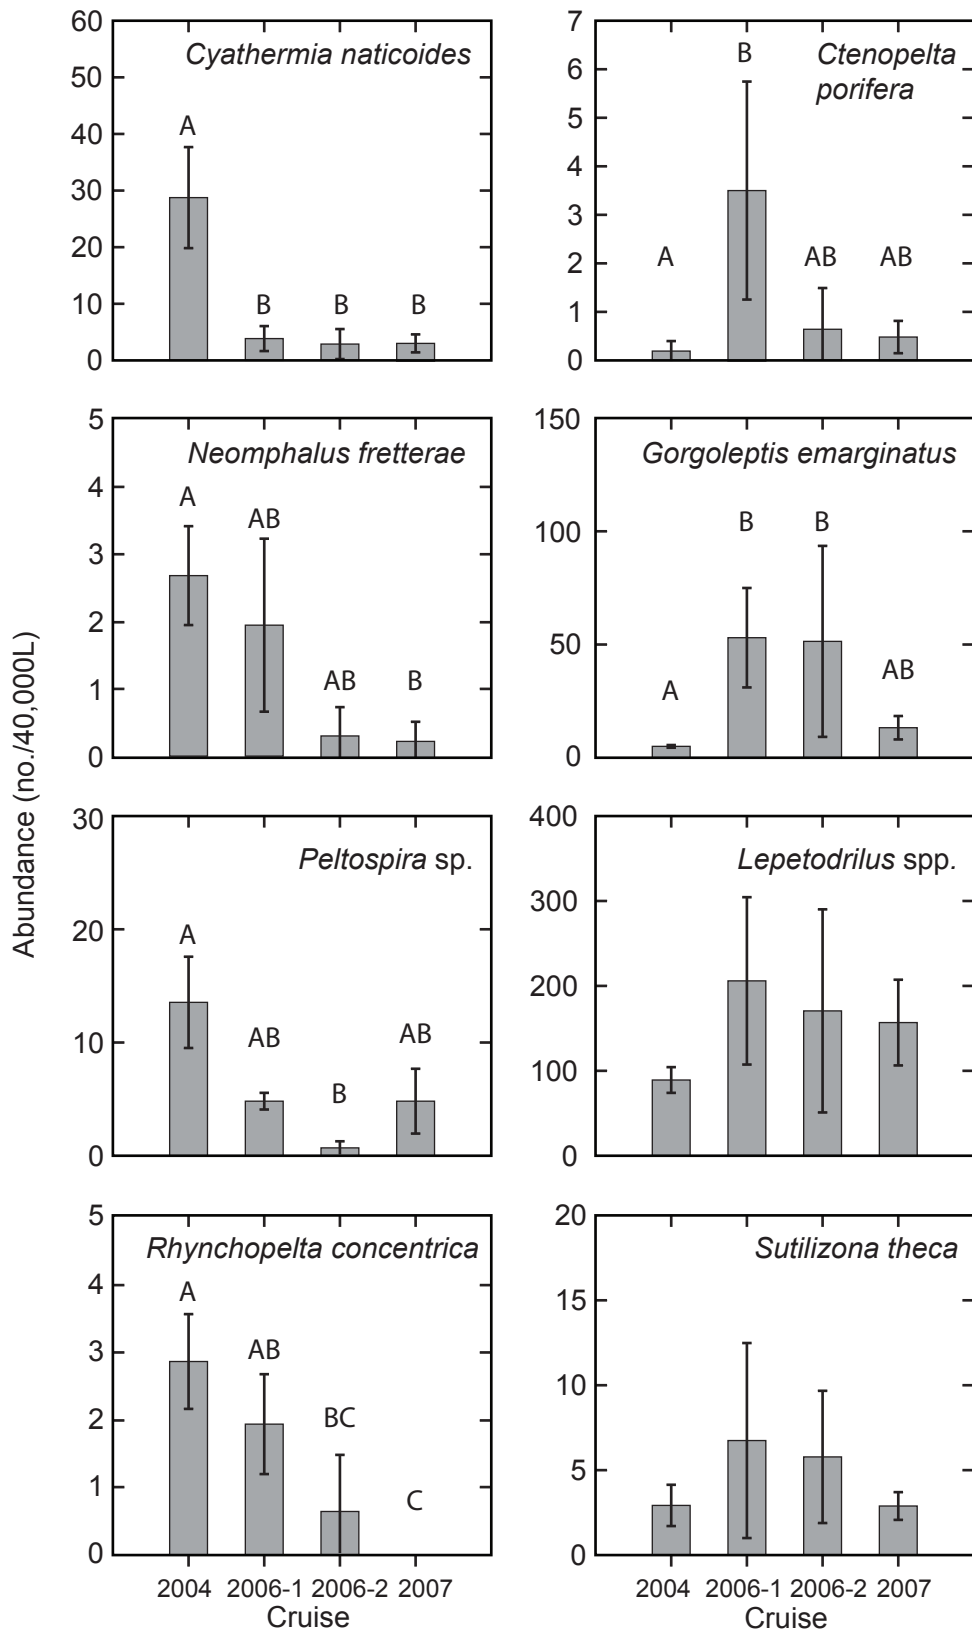 Abundance (no./40,000L)
Cyathermia naticoides
60
50
40
30
20
10
0
A
B
B
B
Ctenopelta
porifera
7
6
5
4
3
2
1
0
A
B
AB
AB
Neomphalus fretterae
5
4
3
2
1
0
A
AB
AB
B
Gorgoleptis emarginatus
150
100
50
0
A
B
B
AB
Peltospira sp.
30
20
10
0
A
AB
B
AB
Lepetodrilus spp.
400
300
200
100
0
Rhynchopelta concentrica
5
4
3
2
1
0
A
AB
BC
C
2004 2006-1 2006-2 2007
Cruise
Sutilizona theca
20
15
10
5
0
2004 2006-1 2006-2 2007
Cruise